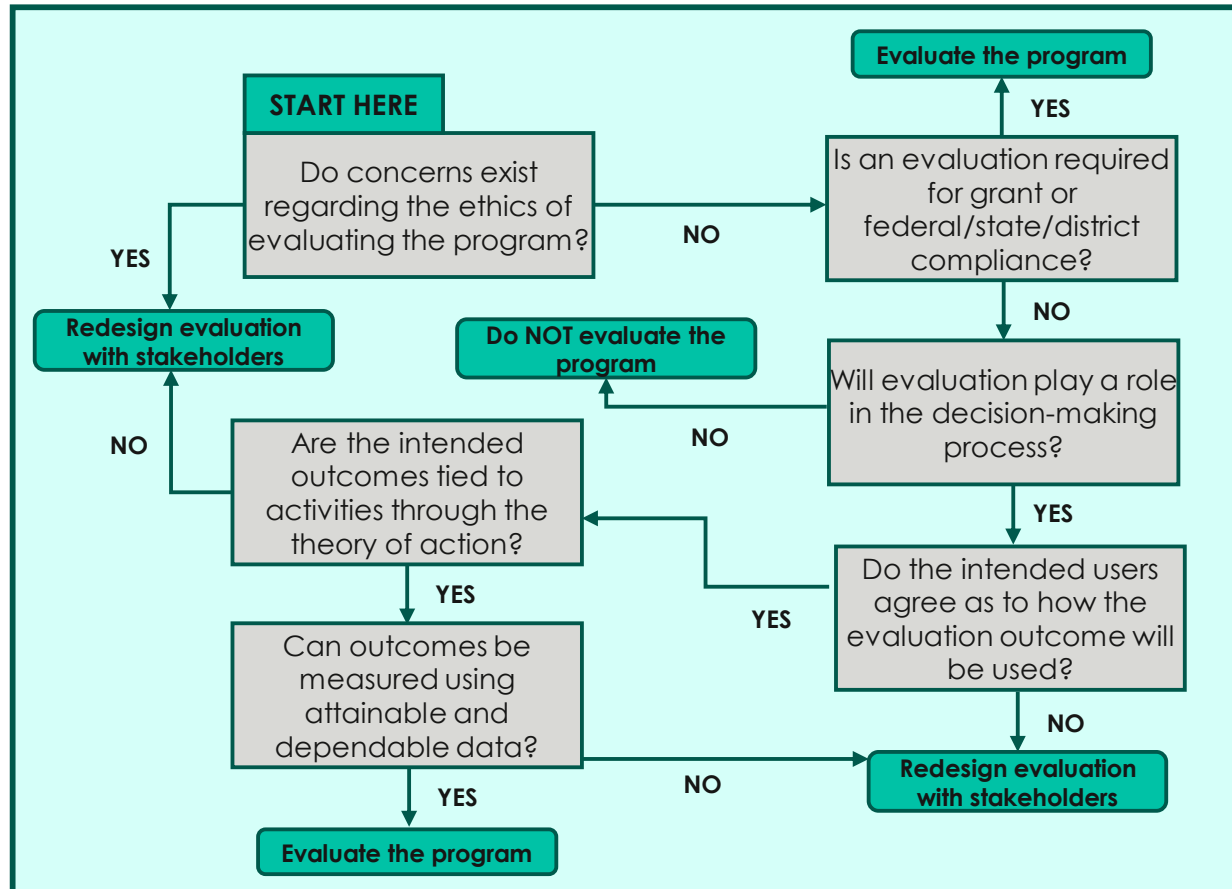 START HERE
Do concerns exist
regarding the ethics of
evaluating the program?
YES
NO
Redesign evaluation
with stakeholders
Is an evaluation required
for grant or
federal/state/district
compliance?
YES
Evaluate the program
NO
Will evaluation play a role
in the decision-making
process?
NO
Do NOT evaluate the
program
YES
Do the intended users
agree as to how the
evaluation outcome will
be used?
YES
NO
Redesign evaluation
with stakeholders
Are the intended
outcomes tied to
activities through the
theory of action?
NO
YES
Can outcomes be
measured using
attainable and
dependable data?
NO
YES
Evaluate the program